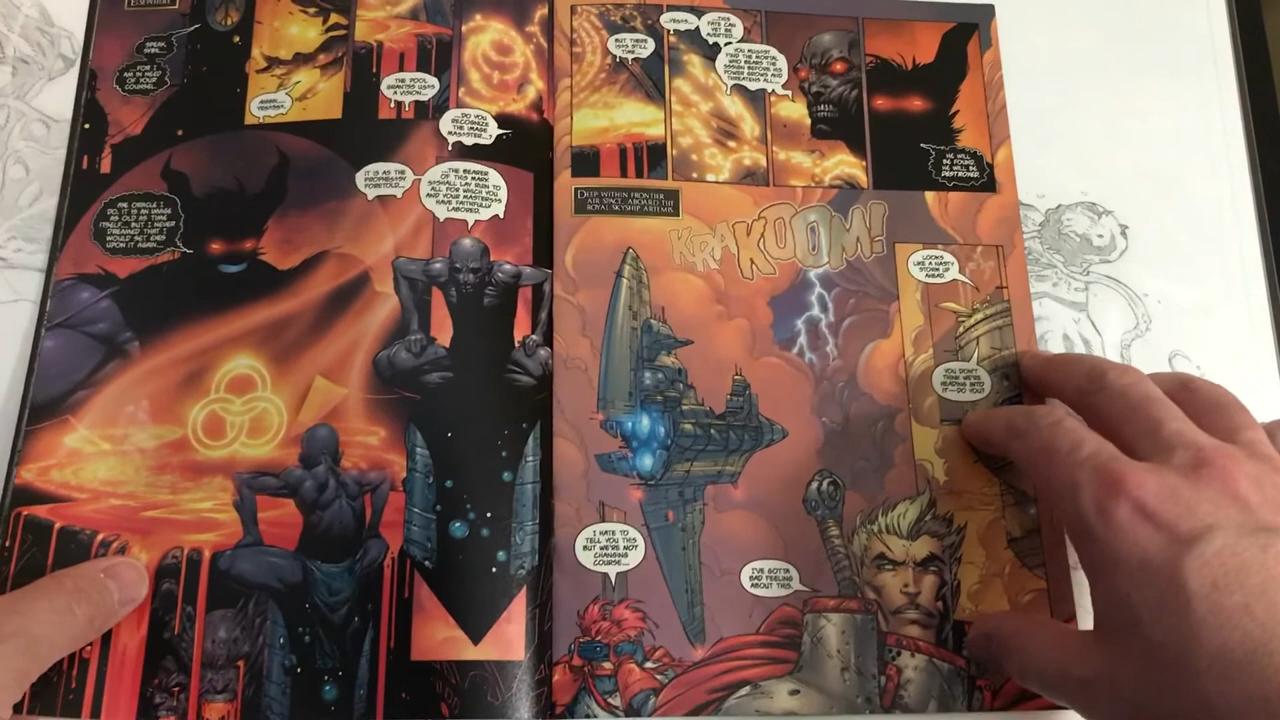 ELSEWHERE
SPEAK,
SYBIL...
...FOR I
AM IN NEED
OF YOUR
COUNSEL.
THE POOL
GRANTSS USSS
A VISION...
...DO YOU
RECOGNIZE
THE IMAGE
MASSSTER...?
AYE ORACLE I
DO. IT IS AN IMAGE
AS OLD AS TIME
ITSELF... BUT I NEVER
DREAMED THAT I
WOULD SET EYES
UPON IT AGAIN...
IT IS AS THE
PROPHESSY
FORETOLD...
...THE BEARER
OF THIS MARK
SSSHALL LAY RUIN TO
ALL FOR WHICH YOU
AND YOUR MASTERSSS
HAVE FAITHFULLY
LABORED.
BUT THERE
ISSS STILL
TIME...
...YESSS...
...THIS
FATE CAN
YET BE
AVERTED...
YOU MUSSST
FIND THE MORTAL
WHO BEARS THE
SSSIGN BEFORE HIS
POWER GROWS AND
THREATENS ALL...
HE WILL
BE FOUND.
HE WILL BE
DESTROYED.
DEEP WITHIN FRONTIER
AIR SPACE, ABOARD THE
ROYAL SKYSHIP ARTEMIS.
KRAKOOM!
LOOKS
LIKE A NASTY
STORM UP
AHEAD.
YOU DON'T
THINK WE'RE
HEADING INTO
IT--DO YOU?
I HATE TO
TELL YOU THIS
BUT WE'RE NOT
CHANGING
COURSE...
I'VE GOTTA
BAD FEELING
ABOUT THIS.